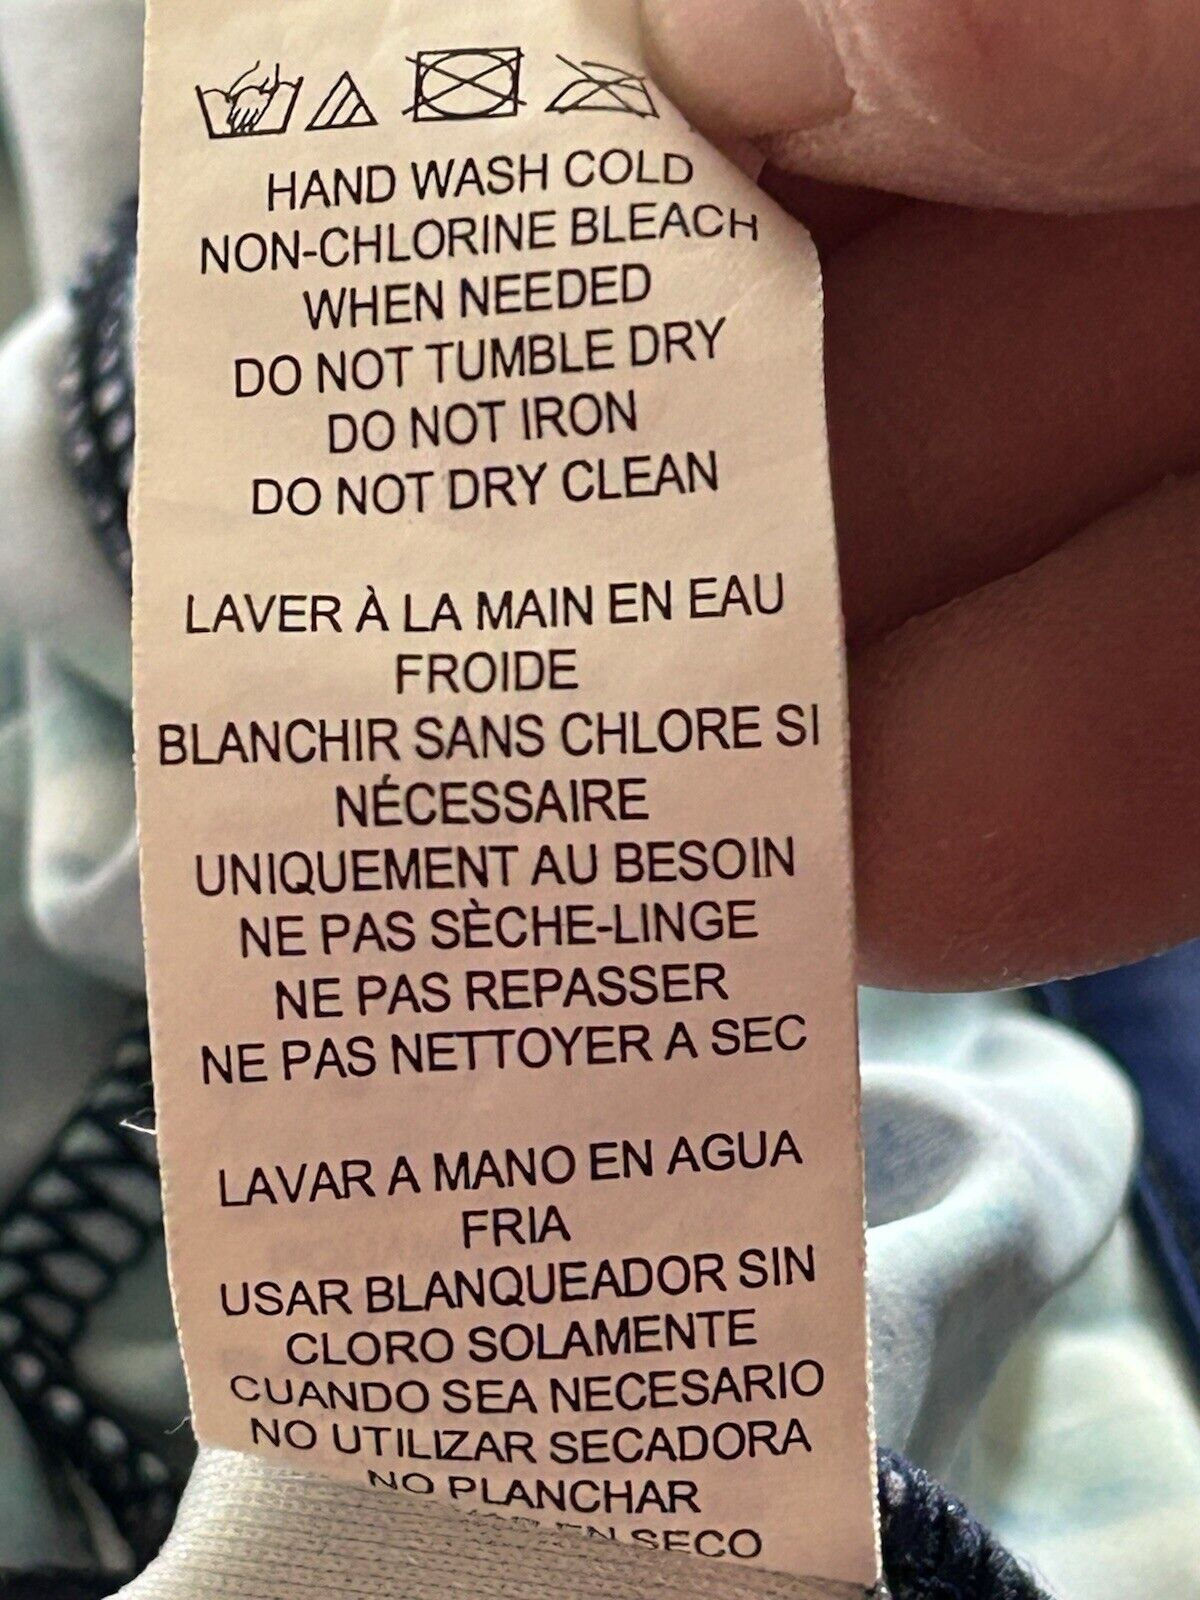 HAND WASH COLD
NON-CHLORINE BLEACH
WHEN NEEDED
DO NOT TUMBLE DRY
DO NOT IRON
DO NOT DRY CLEAN
LAVER À LA MAIN EN EAU
FROIDE
BLANCHIR SANS CHLORE SI
NÉCESSAIRE
UNIQUEMENT AU BESOIN
NE PAS SÈCHE-LINGE
NE PAS REPASSER
NE PAS NETTOYER A SEC
LAVAR A MANO EN AGUA
FRIA
USAR BLANQUEADOR SIN
CLORO SOLAMENTE
CUANDO SEA NECESARIO
NO UTILIZAR SECADORA
NO PLANCHAR
EN SECO